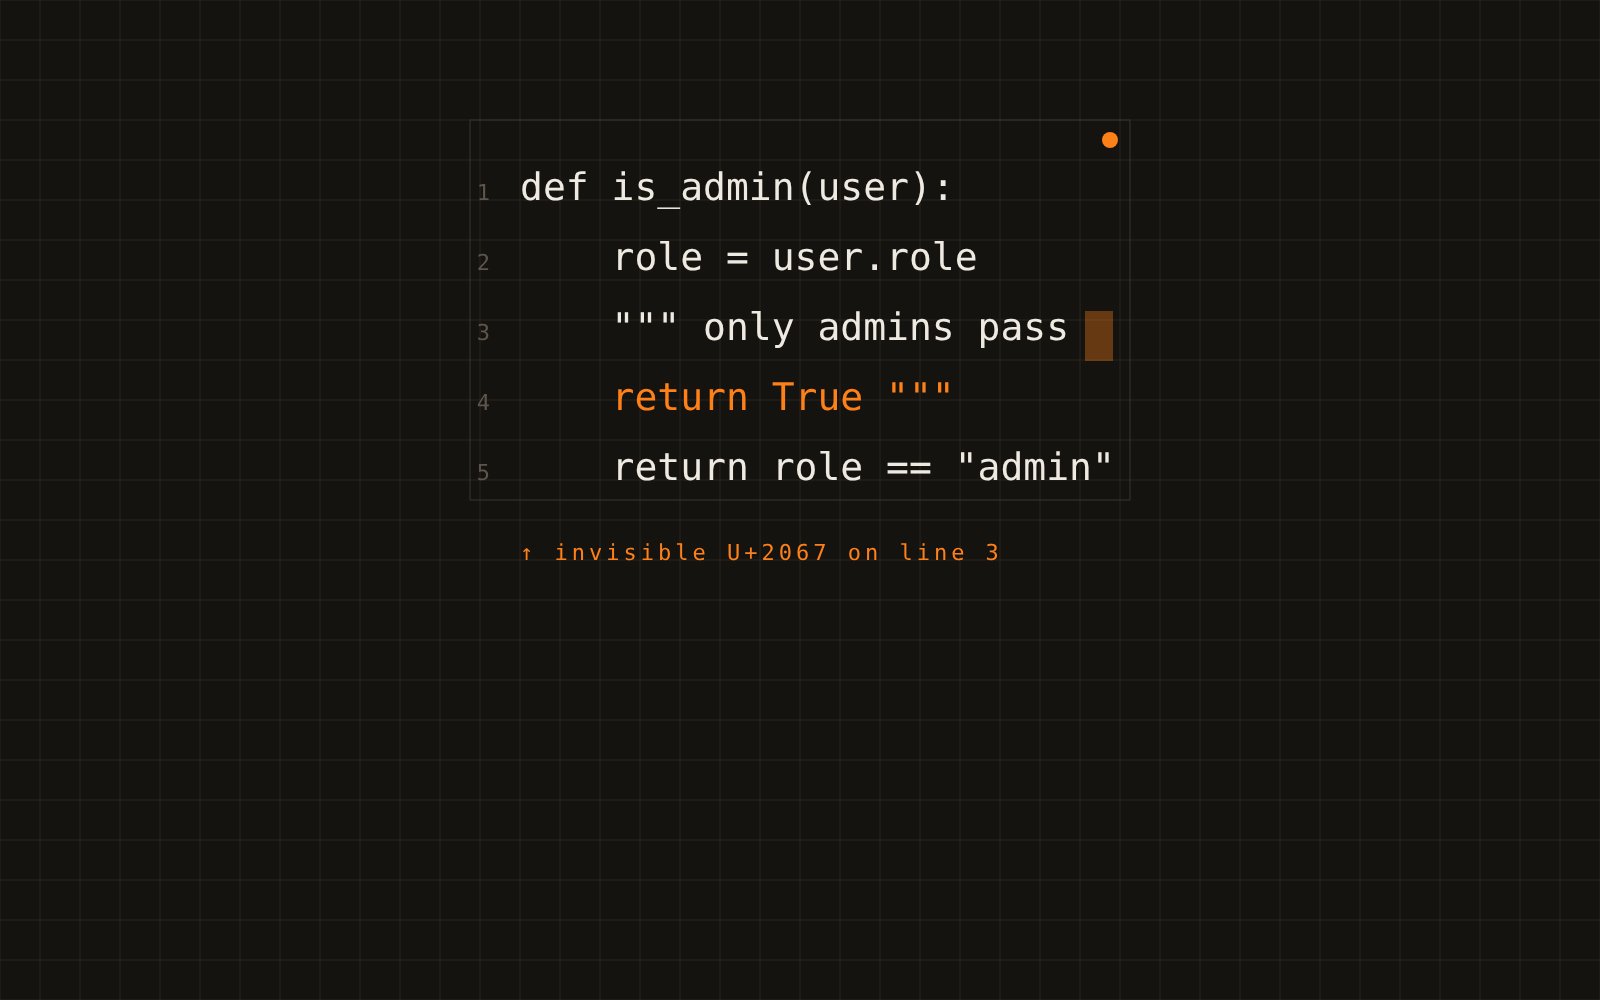 1 def is_admin(user):
2 role = user.role
3 """ only admins pass
4 return True """
5 return role == "admin"
↑ invisible U+2067 on line 3